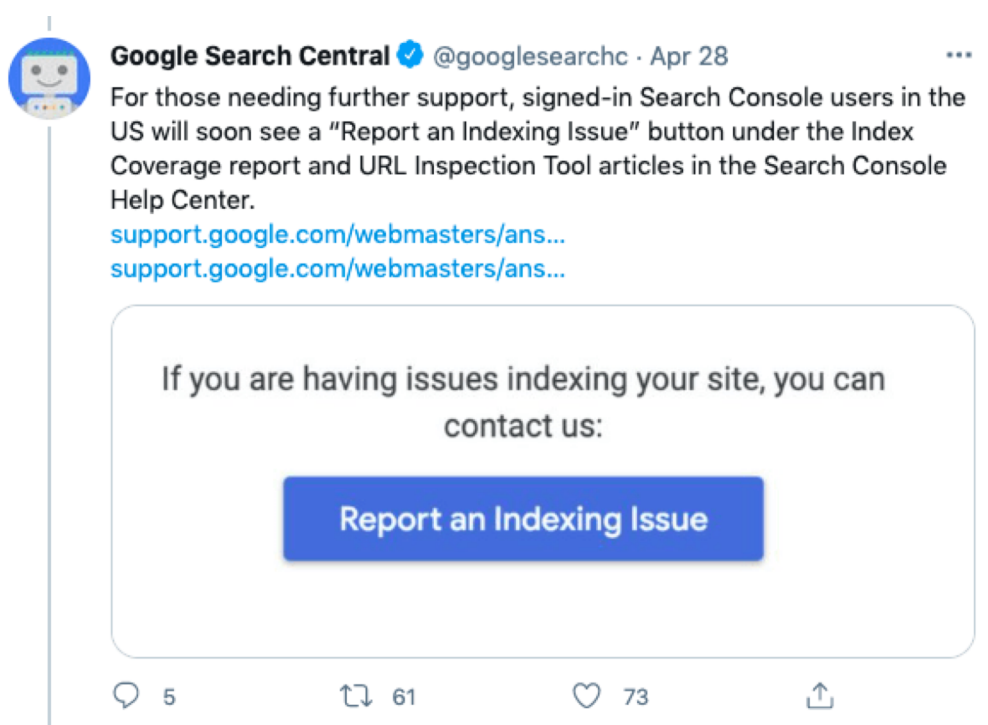 Google Search Central @googlesearchc · Apr 28
For those needing further support, signed-in Search Console users in the
US will soon see a “Report an Indexing Issue” button under the Index
Coverage report and URL Inspection Tool articles in the Search Console
Help Center.
support.google.com/webmasters/ans...
support.google.com/webmasters/ans...
If you are having issues indexing your site, you can
contact us:
Report an Indexing Issue
5 61 73